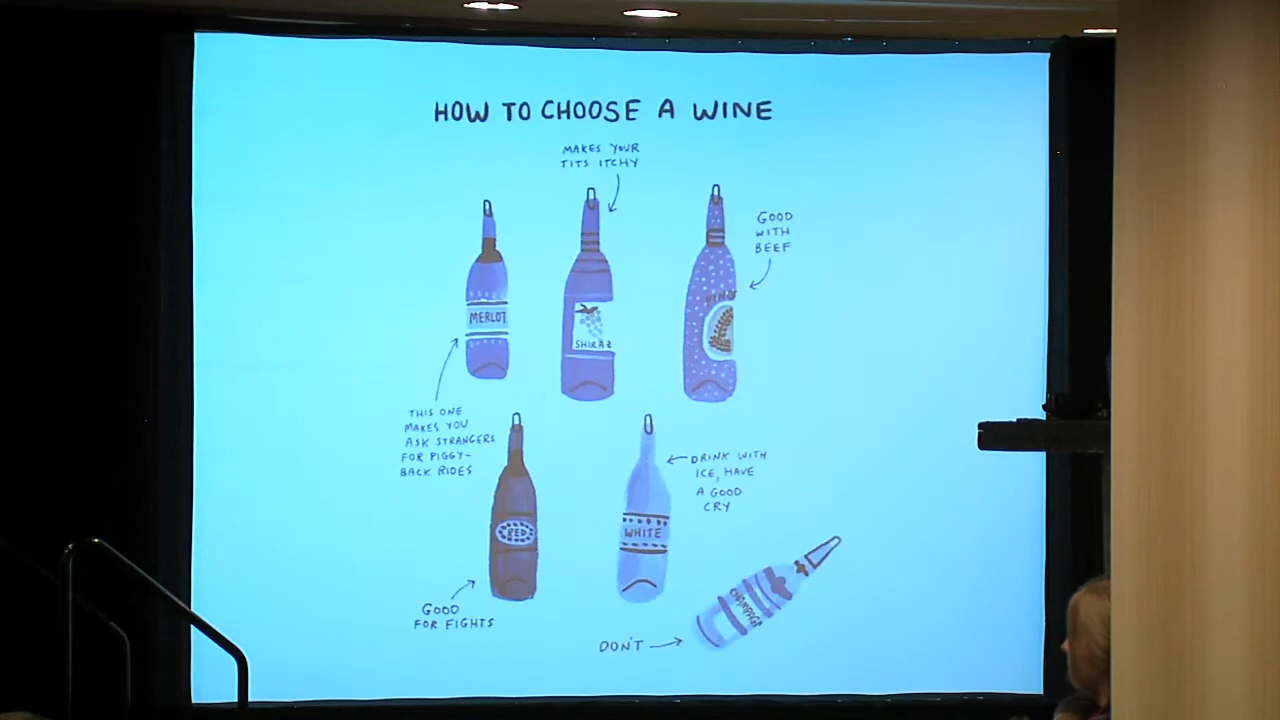 HOW TO CHOOSE A WINE
MAKES YOUR
TITS ITCHY
GOOD
WITH
BEEF
MERLOT
SHIRAZ
PINOT
THIS ONE
MAKES YOU
ASK STRANGERS
FOR PIGGY-
BACK RIDES
RED
GOOD
FOR FIGHTS
WHITE
DRINK WITH
ICE, HAVE
A GOOD
CRY
DON'T